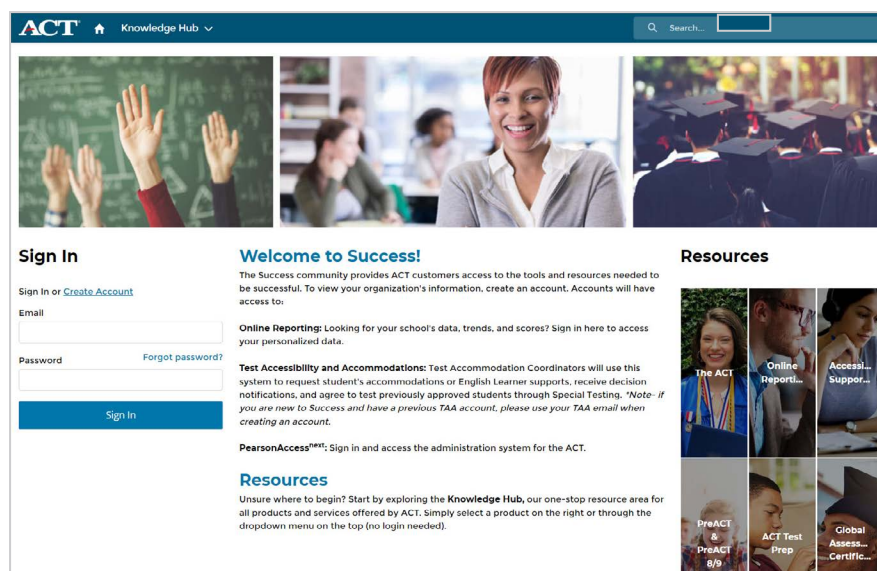 ACT Knowledge Hub Search...
Sign In
Sign In or Create Account
Email
Password Forgot password?
Sign In
Welcome to Success!
The Success community provides ACT customers access to the tools and resources needed to
be successful. To view your organization's information, create an account. Accounts will have
access to:
Online Reporting: Looking for your school's data, trends, and scores? Sign in here to access
your personalized data.
Test Accessibility and Accommodations: Test Accommodation Coordinators will use this
system to request student's accommodations or English Learner supports, receive decision
notifications, and agree to test previously approved students through Special Testing. *Note- if
you are new to Success and have a previous TAA account, please use your TAA email when
creating an account.
PearsonAccessnext: Sign in and access the administration system for the ACT.
Resources
Unsure where to begin? Start by exploring the Knowledge Hub, our one-stop resource area for
all products and services offered by ACT. Simply select a product on the right or through the
dropdown menu on the top (no login needed).
Resources
The ACT
Online
Reporti...
Accessi...
Suppor...
PreACT
&
PreACT
8/9
ACT Test
Prep
Global
Assess...
Certific...